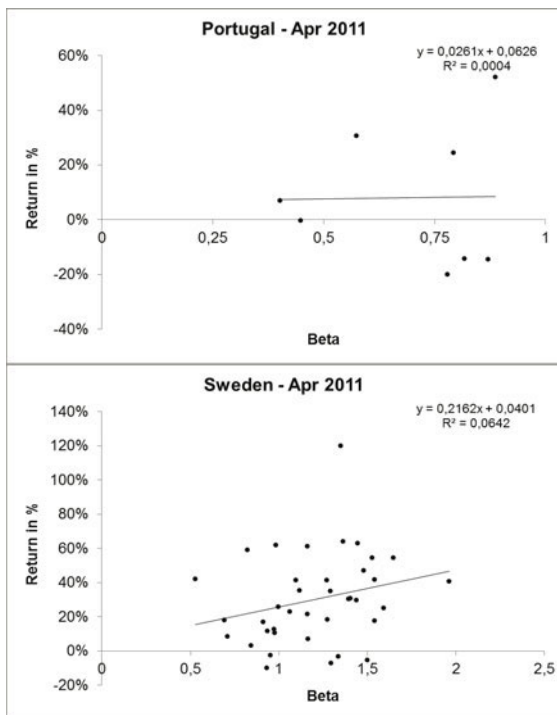 Portugal - Apr 2011
y = 0,0261x + 0,0626
R² = 0,0004
60%
40%
20%
0%
-20%
-40%
Return in %
0
0,25
0,5
0,75
1
Beta
Sweden - Apr 2011
y = 0,2162x + 0,0401
R² = 0,0642
140%
120%
100%
80%
60%
40%
20%
0%
-20%
Return in %
0
0,5
1
1,5
2
2,5
Beta